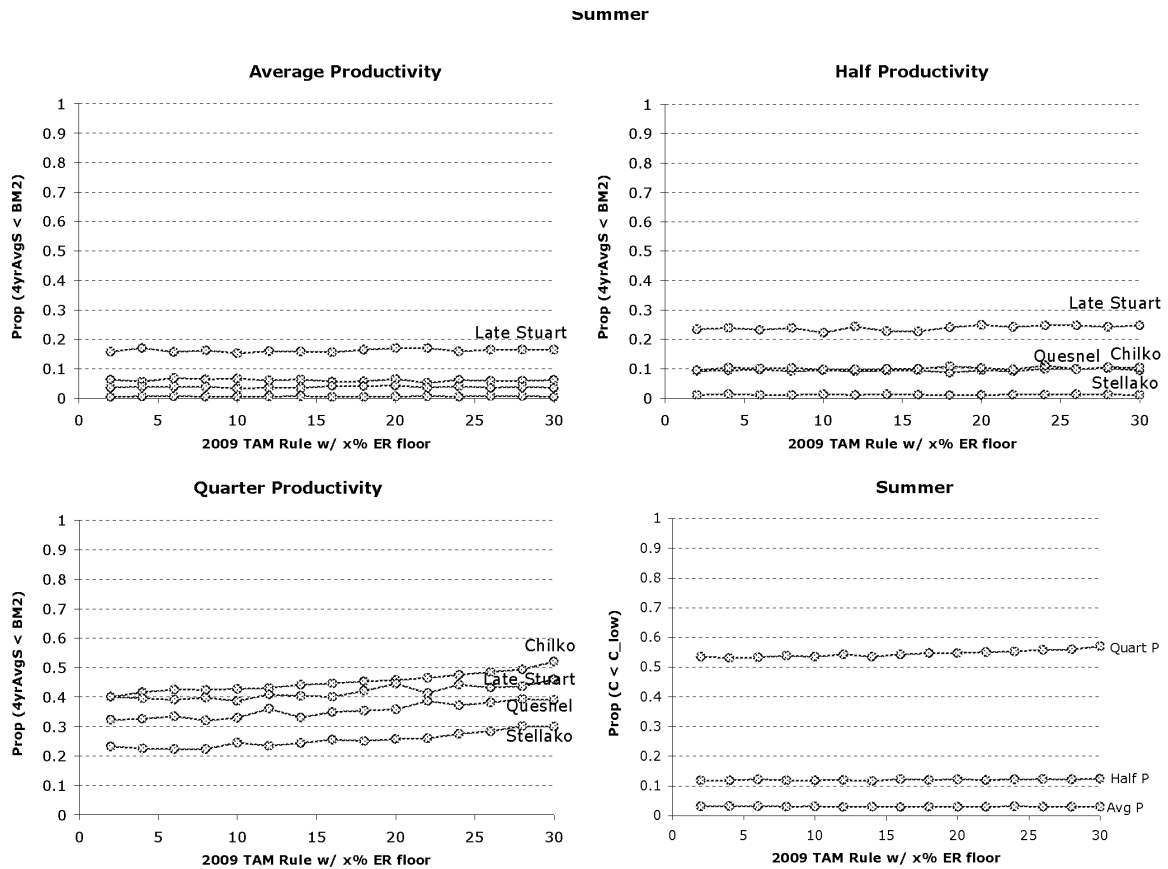 Summer
Average Productivity
1
0.9
0.8
0.7
0.6
0.5
0.4
0.3
0.2
0.1
0
Prop (4yrAvgS < BM2)
Late Stuart
0 5 10 15 20 25 30
2009 TAM Rule w/ x% ER floor
Half Productivity
1
0.9
0.8
0.7
0.6
0.5
0.4
0.3
0.2
0.1
0
Prop (4yrAvgS < BM2)
Late Stuart
Quesnel Chilko
Stellako
0 5 10 15 20 25 30
2009 TAM Rule w/ x% ER floor
Quarter Productivity
1
0.9
0.8
0.7
0.6
0.5
0.4
0.3
0.2
0.1
0
Prop (4yrAvgS < BM2)
Chilko
Late Stuart
Quesnel
Stellako
0 5 10 15 20 25 30
2009 TAM Rule w/ x% ER floor
Summer
1
0.9
0.8
0.7
0.6
0.5
0.4
0.3
0.2
0.1
0
Prop (C < C_low)
Quart P
Half P
Avg P
0 5 10 15 20 25 30
2009 TAM Rule w/ x% ER floor